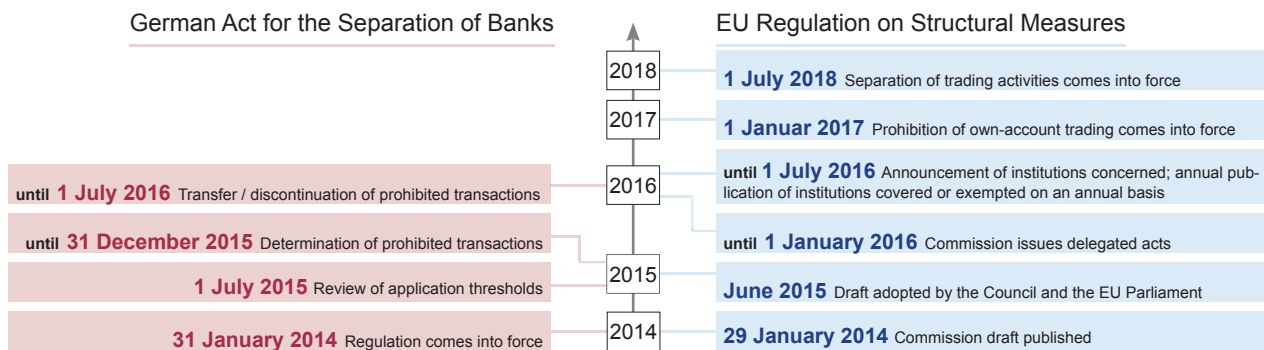 German Act for the Separation of Banks
EU Regulation on Structural Measures
2018
1 July 2018 Separation of trading activities comes into force
2017
1 Januar 2017 Prohibition of own-account trading comes into force
until 1 July 2016 Transfer / discontinuation of prohibited transactions
2016
until 1 July 2016 Announcement of institutions concerned; annual pub-
lication of institutions covered or exempted on an annual basis
until 31 December 2015 Determination of prohibited transactions
until 1 January 2016 Commission issues delegated acts
1 July 2015 Review of application thresholds
2015
June 2015 Draft adopted by the Council and the EU Parliament
31 January 2014 Regulation comes into force
2014
29 January 2014 Commission draft published